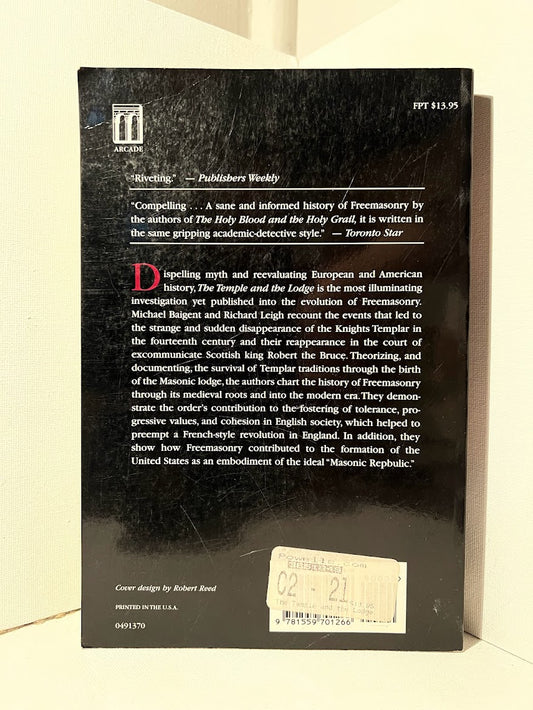 FPT $13.95
ARCADE
"Riveting." — Publishers Weekly
"Compelling . . . A sane and informed history of Freemasonry by
the authors of The Holy Blood and the Holy Grail, it is written in
the same gripping academic-detective style." — Toronto Star
Dispelling myth and reevaluating European and American
history, The Temple and the Lodge is the most illuminating
investigation yet published into the evolution of Freemasonry.
Michael Baigent and Richard Leigh recount the events that led to
the strange and sudden disappearance of the Knights Templar in
the fourteenth century and their reappearance in the court of
excommunicate Scottish king Robert the Bruce. Theorizing, and
documenting, the survival of Templar traditions through the birth
of the Masonic lodge, the authors chart the history of Freemasonry
through its medieval roots and into the modern era. They demon-
strate the order's contribution to the fostering of tolerance, pro-
gressive values, and cohesion in English society, which helped to
preempt a French-style revolution in England. In addition, they
show how Freemasonry contributed to the formation of the
United States as an embodiment of the ideal "Masonic Repbulic."
Cover design by Robert Reed
PRINTED IN THE U.S.A.
0491370
C2 - 21
The Temple and the Lodge
9 781559 701266